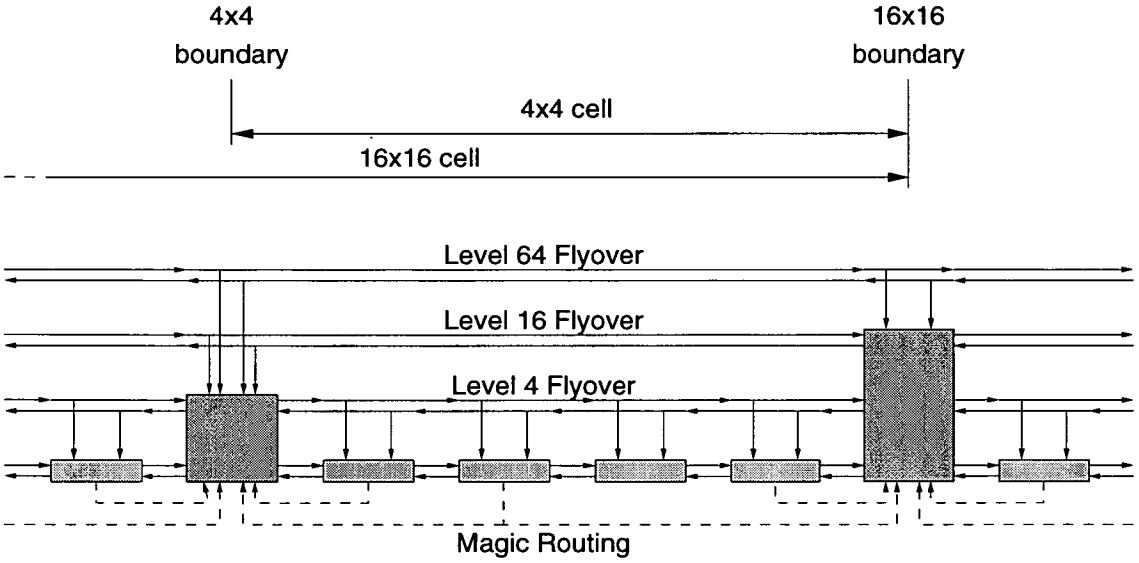 4x4
boundary
16x16
boundary
4x4 cell
16x16 cell
Level 64 Flyover
Level 16 Flyover
Level 4 Flyover
Magic Routing